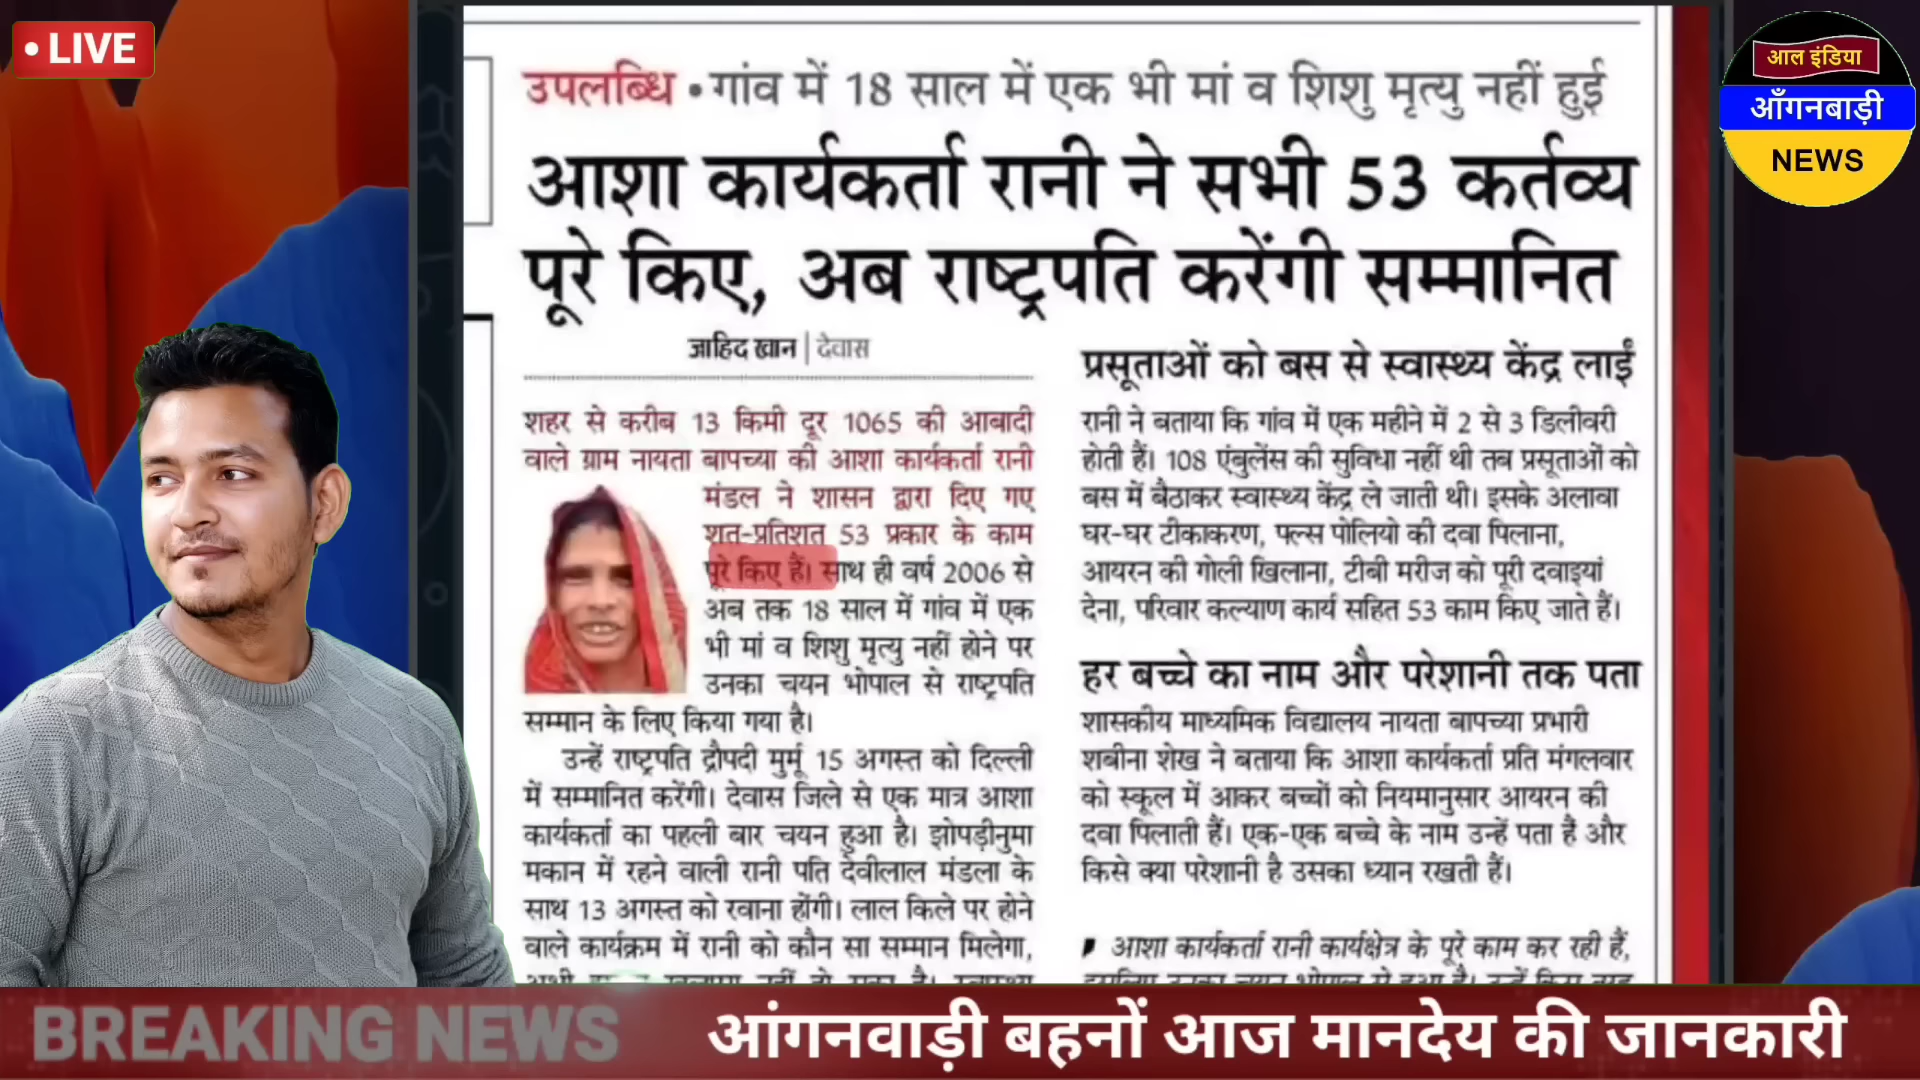 • LIVE
आल इंडिया
आँगनबाड़ी
NEWS
उपलब्धि • गांव में 18 साल में एक भी मां व शिशु मृत्यु नहीं हुई
आशा कार्यकर्ता रानी ने सभी 53 कर्तव्य
पूरे किए, अब राष्ट्रपति करेंगी सम्मानित
जाहिद खान | देवास
शहर से करीब 13 किमी दूर 1065 की आबादी
वाले ग्राम नायता बापच्या की आशा कार्यकर्ता रानी
मंडल ने शासन द्वारा दिए गए
शत-प्रतिशत 53 प्रकार के काम
पूरे किए हैं। साथ ही वर्ष 2006 से
अब तक 18 साल में गांव में एक
भी मां व शिशु मृत्यु नहीं होने पर
उनका चयन भोपाल से राष्ट्रपति
सम्मान के लिए किया गया है।
उन्हें राष्ट्रपति द्रौपदी मुर्मू 15 अगस्त को दिल्ली
में सम्मानित करेंगी। देवास जिले से एक मात्र आशा
कार्यकर्ता का पहली बार चयन हुआ है। झोपड़ीनुमा
मकान में रहने वाली रानी पति देवीलाल मंडला के
साथ 13 अगस्त को रवाना होंगी। लाल किले पर होने
वाले कार्यक्रम में रानी को कौन सा सम्मान मिलेगा,
प्रसूताओं को बस से स्वास्थ्य केंद्र लाईं
रानी ने बताया कि गांव में एक महीने में 2 से 3 डिलीवरी
होती हैं। 108 एंबुलेंस की सुविधा नहीं थी तब प्रसूताओं को
बस में बैठाकर स्वास्थ्य केंद्र ले जाती थी। इसके अलावा
घर-घर टीकाकरण, पल्स पोलियो की दवा पिलाना,
आयरन की गोली खिलाना, टीबी मरीज को पूरी दवाइयां
देना, परिवार कल्याण कार्य सहित 53 काम किए जाते हैं।
हर बच्चे का नाम और परेशानी तक पता
शासकीय माध्यमिक विद्यालय नायता बापच्या प्रभारी
शबीना शेख ने बताया कि आशा कार्यकर्ता प्रति मंगलवार
को स्कूल में आकर बच्चों को नियमानुसार आयरन की
दवा पिलाती हैं। एक-एक बच्चे के नाम उन्हें पता हैं और
किसे क्या परेशानी है उसका ध्यान रखती हैं।
आशा कार्यकर्ता रानी कार्यक्षेत्र के पूरे काम कर रही हैं,
BREAKING NEWS
आंगनवाड़ी बहनों आज मानदेय की जानकारी